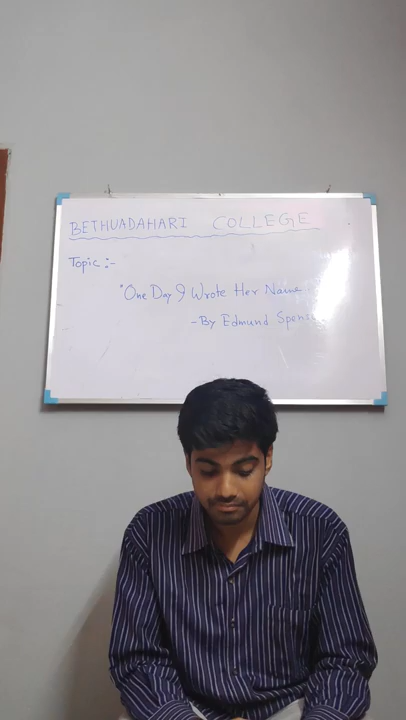 BETHUADAHARI COLLEGE
Topic :-
"One Day I Wrote Her Name
-By Edmund